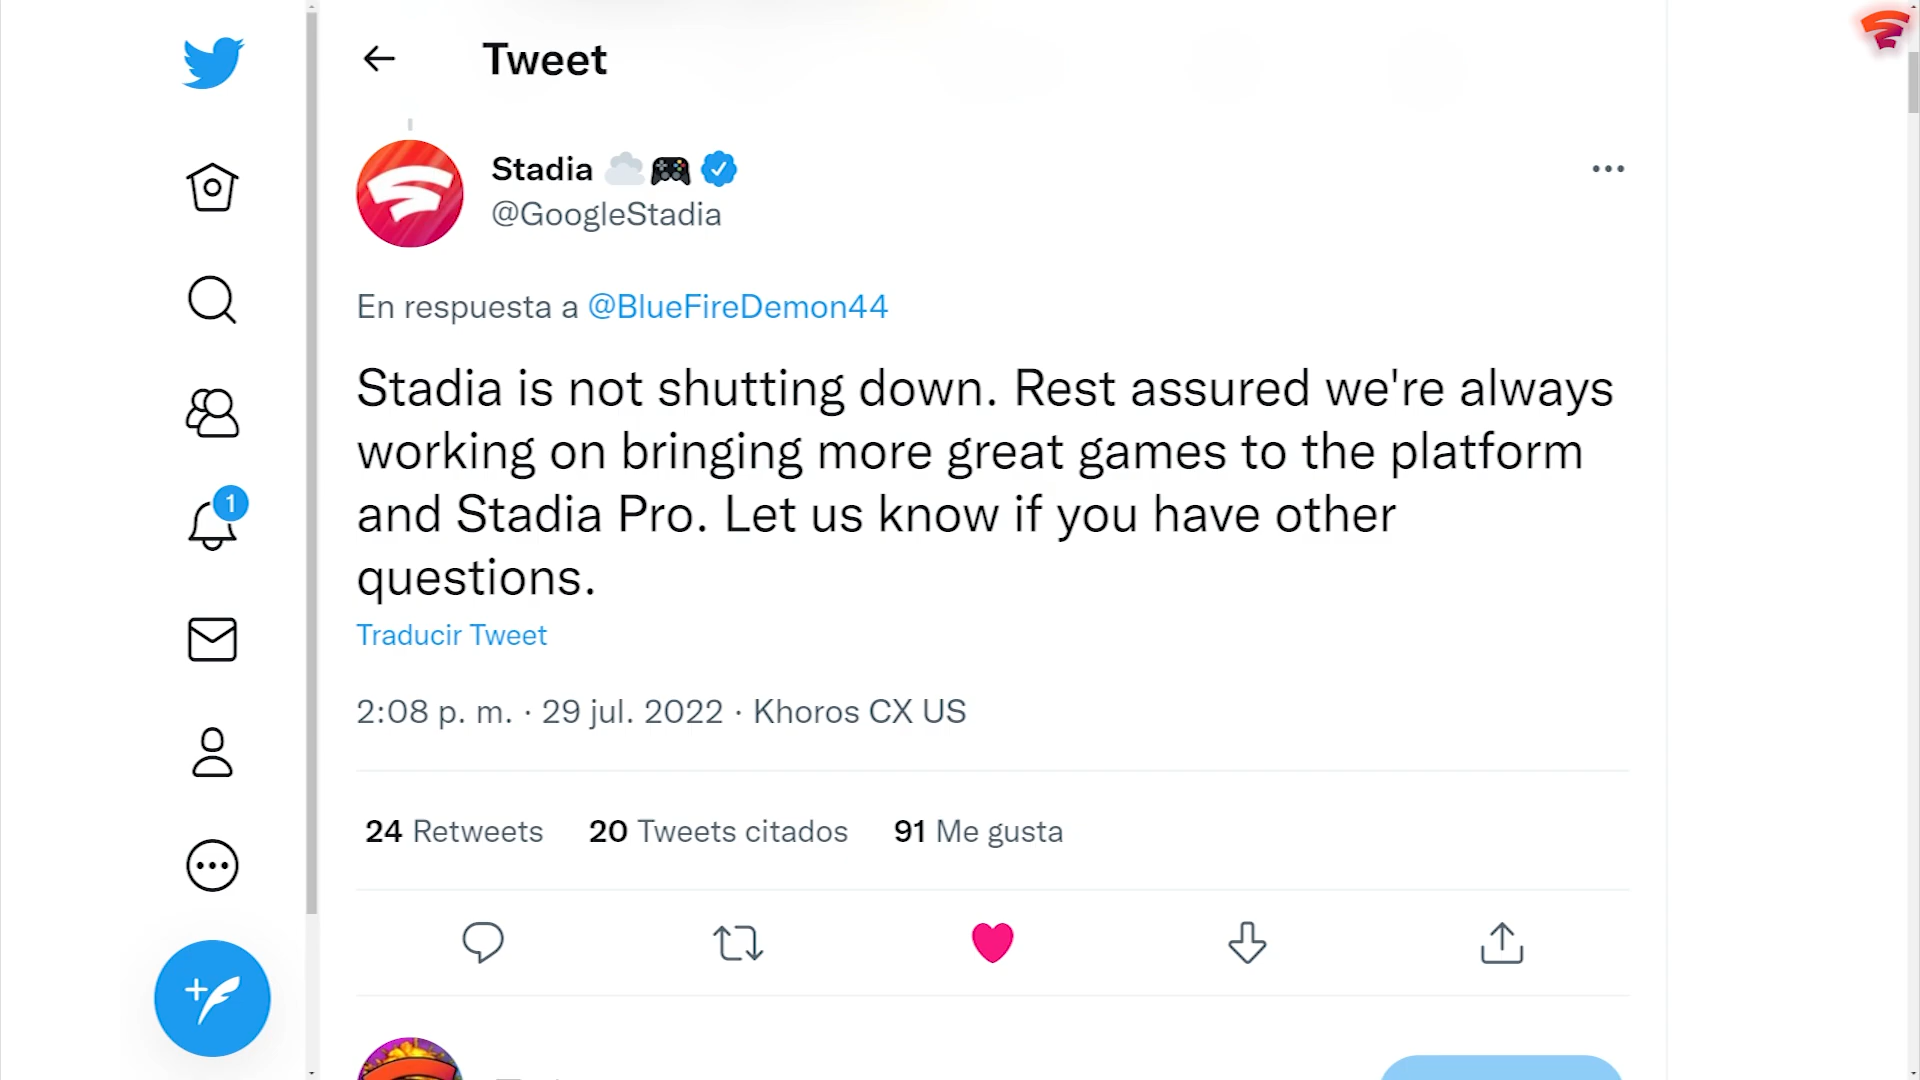 Tweet
Stadia ☁️🎮
@GoogleStadia
En respuesta a @BlueFireDemon44
Stadia is not shutting down. Rest assured we're always
working on bringing more great games to the platform
and Stadia Pro. Let us know if you have other
questions.
Traducir Tweet
1
2:08 p. m. · 29 jul. 2022 · Khoros CX US
24 Retweets 20 Tweets citados 91 Me gusta